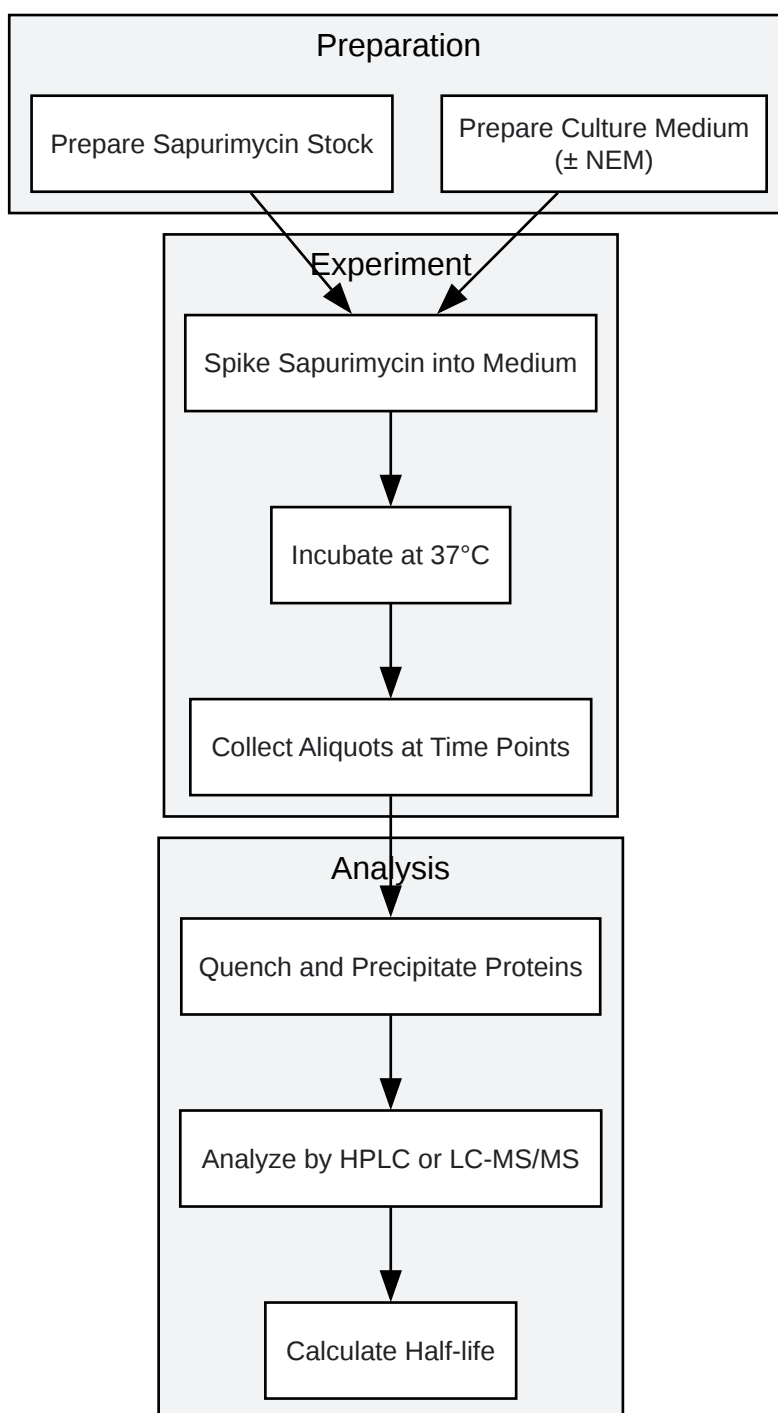 Preparation
Prepare Sapurimycin Stock
Prepare Culture Medium
(± NEM)
Experiment
Spike Sapurimycin into Medium
Incubate at 37°C
Collect Aliquots at Time Points
Analysis
Quench and Precipitate Proteins
Analyze by HPLC or LC-MS/MS
Calculate Half-life